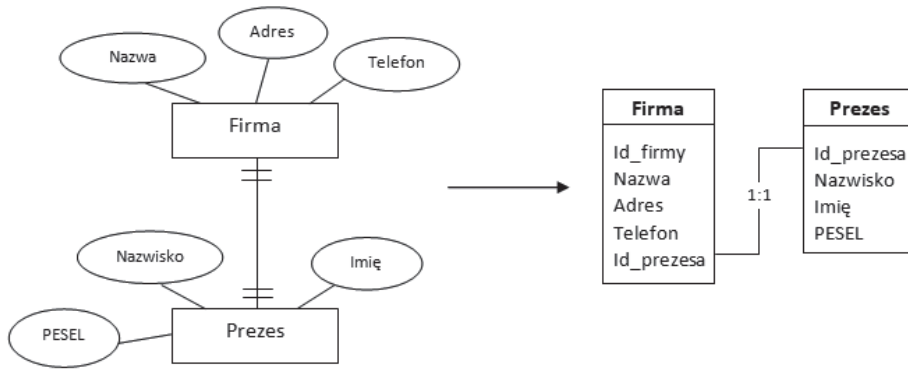 Adres
Nazwa
Telefon
Firma
Nazwisko
Imię
PESEL
Prezes
Firma
Id_firmy
Nazwa
Adres
Telefon
Id_prezesa
1:1
Prezes
Id_prezesa
Nazwisko
Imię
PESEL